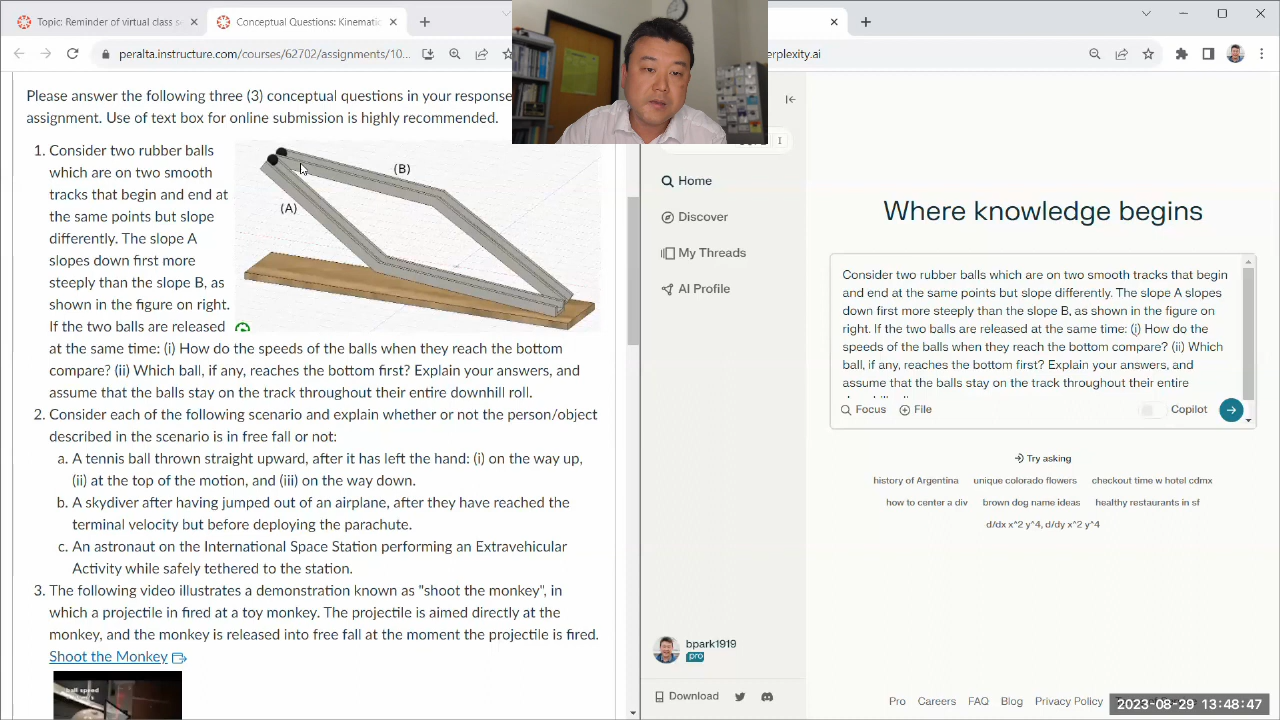 Topic: Reminder of virtual class s
Conceptual Questions: Kinemati
peralta.instructure.com/courses/62702/assignments/10...
perplexity.ai
Please answer the following three (3) conceptual questions in your response
assignment. Use of text box for online submission is highly recommended.
1. Consider two rubber balls
which are on two smooth
tracks that begin and end at
the same points but slope
differently. The slope A
slopes down first more
steeply than the slope B, as
shown in the figure on right.
If the two balls are released
at the same time: (i) How do the speeds of the balls when they reach the bottom
compare? (ii) Which ball, if any, reaches the bottom first? Explain your answers, and
assume that the balls stay on the track throughout their entire downhill roll.
(A)
(B)
2. Consider each of the following scenario and explain whether or not the person/object
described in the scenario is in free fall or not:
a. A tennis ball thrown straight upward, after it has left the hand: (i) on the way up,
(ii) at the top of the motion, and (iii) on the way down.
b. A skydiver after having jumped out of an airplane, after they have reached the
terminal velocity but before deploying the parachute.
c. An astronaut on the International Space Station performing an Extravehicular
Activity while safely tethered to the station.
3. The following video illustrates a demonstration known as "shoot the monkey", in
which a projectile in fired at a toy monkey. The projectile is aimed directly at the
monkey, and the monkey is released into free fall at the moment the projectile is fired.
Shoot the Monkey
ball speed
Home
Discover
My Threads
AI Profile
bpark1919
pro
Download
Where knowledge begins
Consider two rubber balls which are on two smooth tracks that begin
and end at the same points but slope differently. The slope A slopes
down first more steeply than the slope B, as shown in the figure on
right. If the two balls are released at the same time: (i) How do the
speeds of the balls when they reach the bottom compare? (ii) Which
ball, if any, reaches the bottom first? Explain your answers, and
assume that the balls stay on the track throughout their entire
Focus
File
Copilot
Try asking
history of Argentina unique colorado flowers checkout time w hotel cdmx
how to center a div brown dog name ideas healthy restaurants in sf
d/dx x^2 y^4, d/dy x^2 y^4
Pro Careers FAQ Blog Privacy Policy
2023-08-29 13:48:47